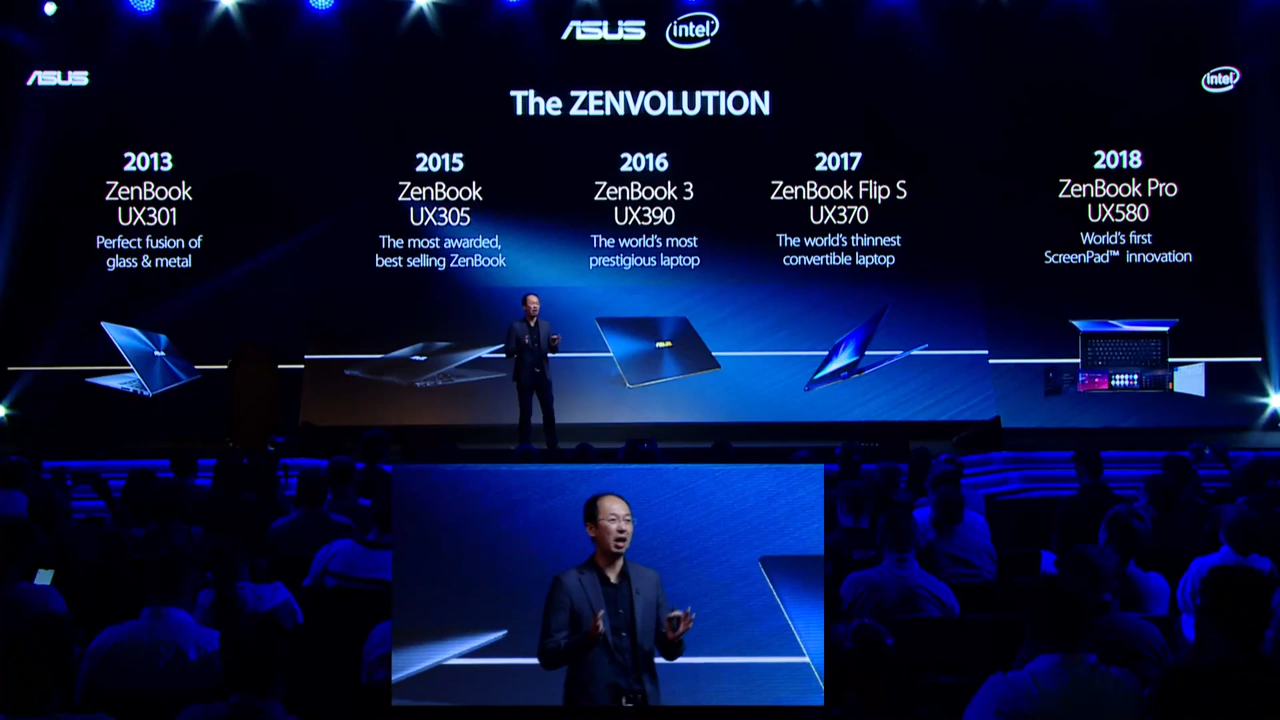 ASUS intel
ASUS
intel
The ZENVOLUTION
2013
ZenBook
UX301
Perfect fusion of
glass & metal
2015
ZenBook
UX305
The most awarded,
best selling ZenBook
2016
ZenBook 3
UX390
The world's most
prestigious laptop
2017
ZenBook Flip S
UX370
The world's thinnest
convertible laptop
2018
ZenBook Pro
UX580
World's first
ScreenPad™ innovation
ASUS
ASUS